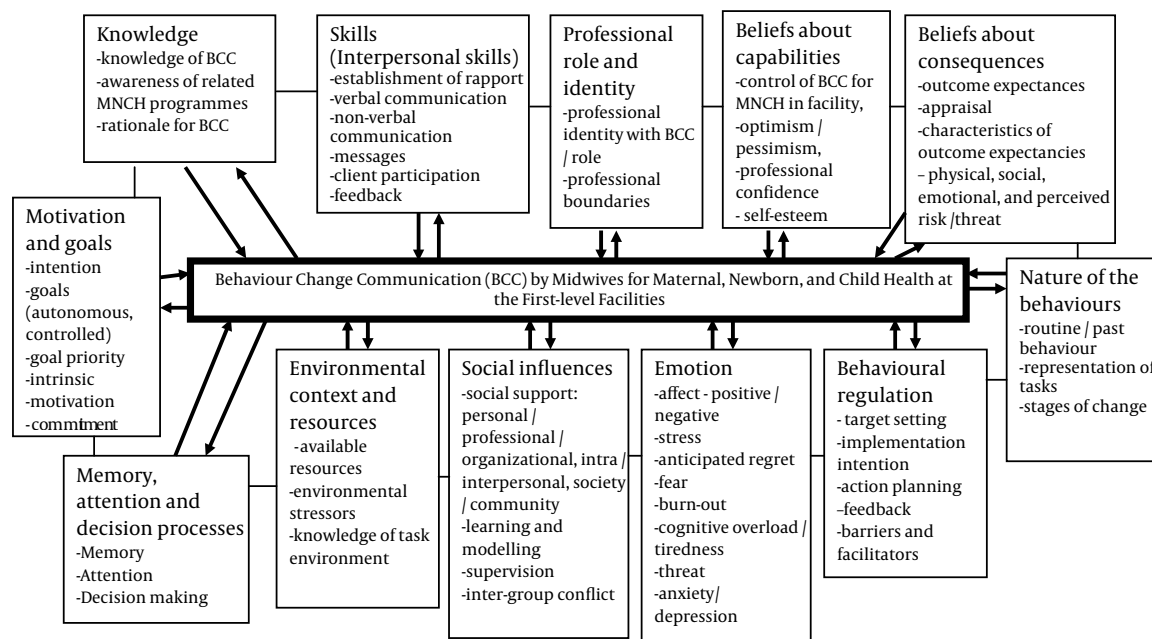 Knowledge
-knowledge of BCC
-awareness of related
MNCH programmes
-rationale for BCC
Skills
(Interpersonal skills)
-establishment of rapport
-verbal communication
-non-verbal
communication
-messages
-client participation
-feedback
Professional
role and
identity
-professional
identity with BCC
/ role
-professional
boundaries
Beliefs about
capabilities
-control of BCC for
MNCH in facility,
-optimism /
pessimism,
-professional
confidence
- self-esteem
Beliefs about
consequences
-outcome expectances
-appraisal
-characteristics of
outcome expectancies
- physical, social,
emotional, and perceived
risk /threat
Motivation
and goals
-intention
-goals
(autonomous,
controlled)
-goal priority
-intrinsic
-motivation
-commitment
Behaviour Change Communication (BCC) by Midwives for Maternal, Newborn, and Child Health at
the First-level Facilities
Nature of the
behaviours
-routine / past
behaviour
-representation of
tasks
-stages of change
Memory,
attention and
decision processes
-Memory
-Attention
-Decision making
Environmental
context and
resources
-available
resources
-environmental
stressors
-knowledge of task
environment
Social influences
-social support:
personal /
professional /
organizational, intra /
interpersonal, society
/ community
-learning and
modelling
-supervision
-inter-group conflict
Emotion
-affect - positive /
negative
-stress
-anticipated regret
-fear
-burn-out
-cognitive overload /
tiredness
-threat
-anxiety/
depression
Behavioural
regulation
- target setting
-implementation
intention
-action planning
-feedback
-barriers and
facilitators